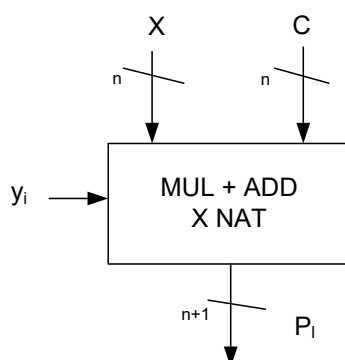 X
C
n
n
MUL + ADD
X NAT
yi
n+1
Pl